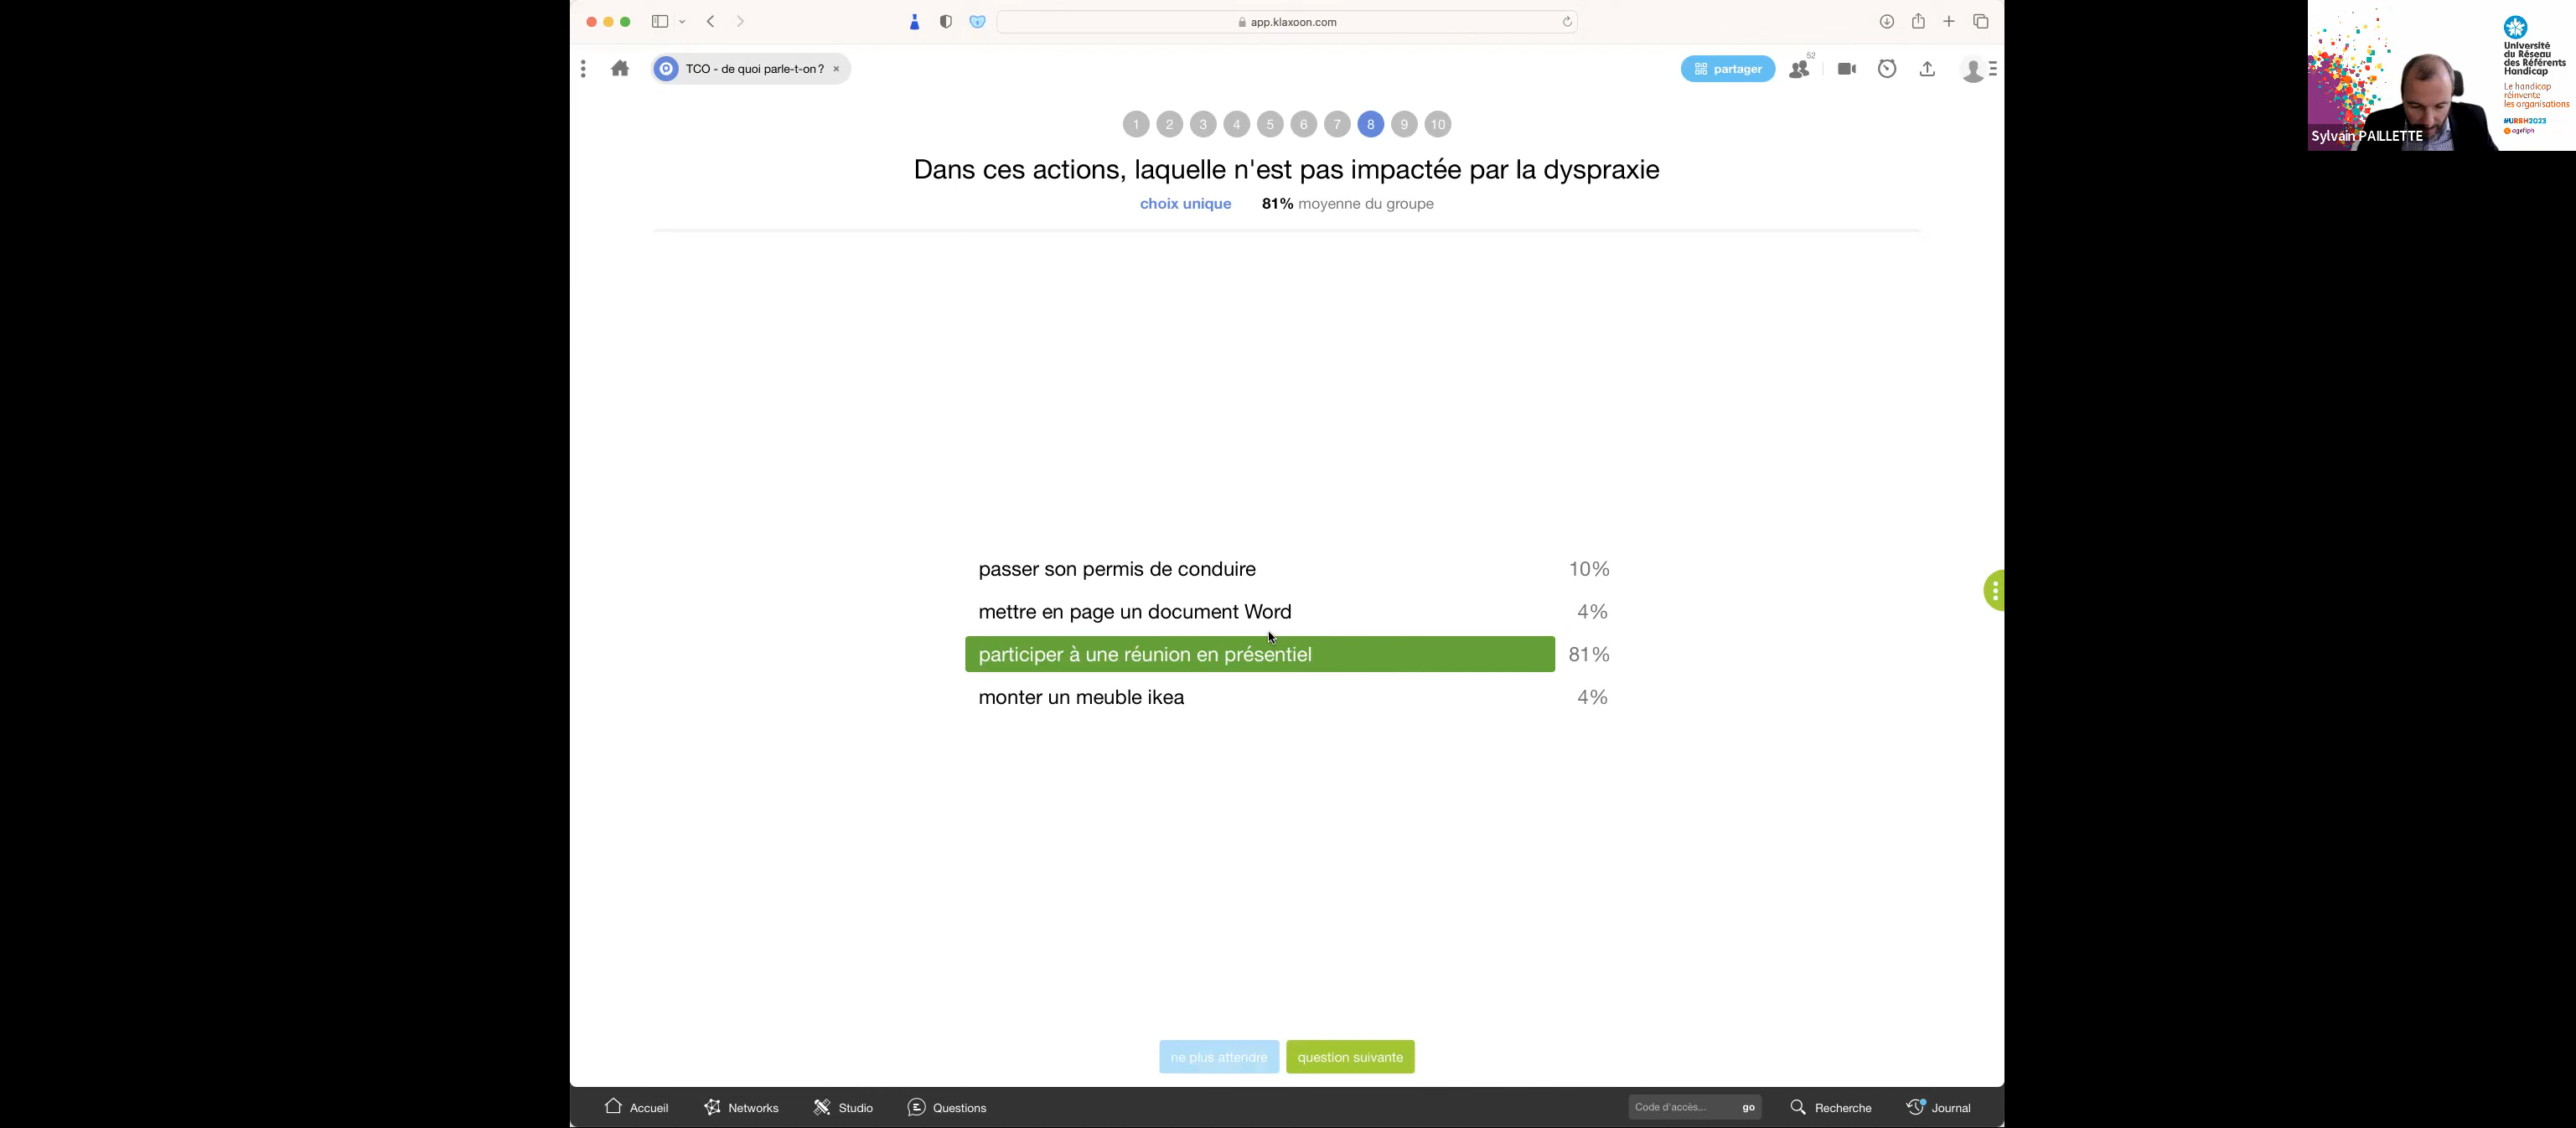 app.klaxoon.com
TCO - de quoi parle-t-on ?
partager
52
1 2 3 4 5 6 7 8 9 10
Dans ces actions, laquelle n'est pas impactée par la dyspraxie
choix unique 81% moyenne du groupe
passer son permis de conduire 10%
mettre en page un document Word 4%
participer à une réunion en présentiel 81%
monter un meuble ikea 4%
ne plus attendre question suivante
Accueil Networks Studio Questions Code d'accès... go Recherche Journal
Université
du Réseau
des Référents
Handicap
Le handicap
réinvente
les organisations
#URRH2023
agefiph
Sylvain PAILLETTE